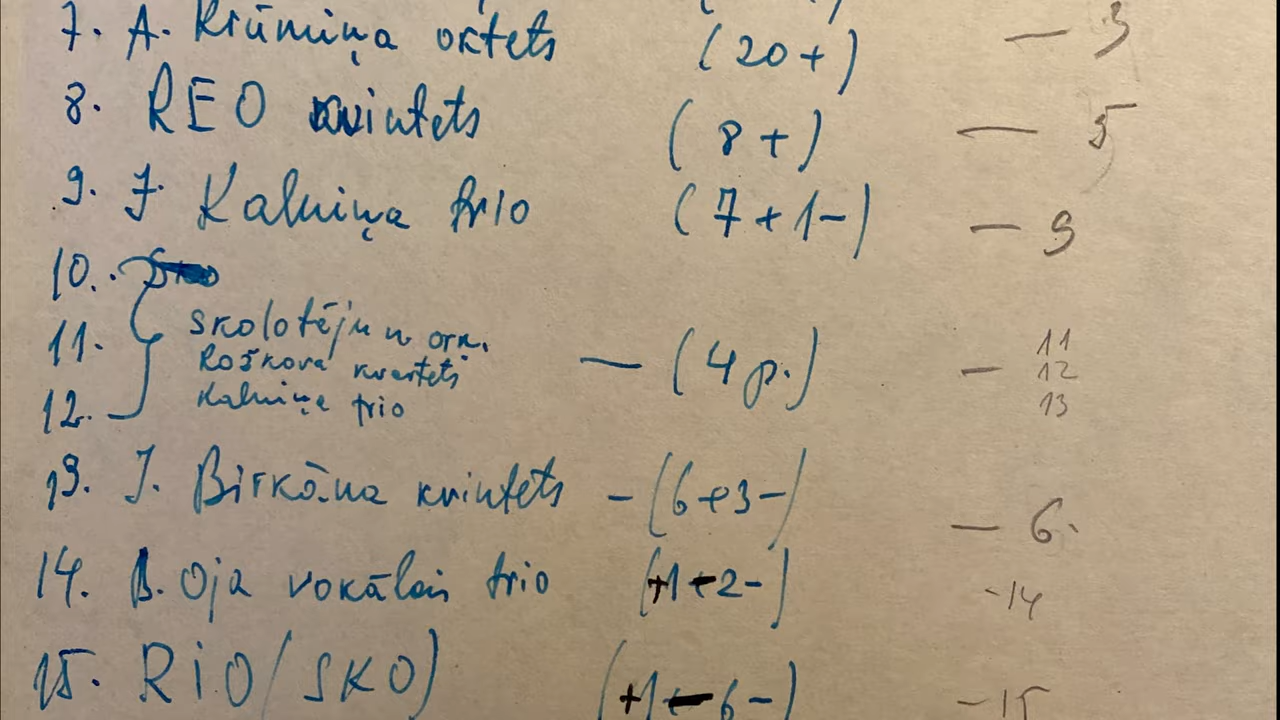 7. A. Krūmiņa oktets (20+) — 3
8. REO kvintets (8+) — 5
9. J. Kalniņa trio (7+1-) — 9
10.
11. skolotēju orķ. — (4 p.) — 11
Roškova kvartets 12
12. Kalniņa trio 13
13. I. Birkāna kvintets - (6+3-) — 6.
14. B. Oja vokālais trio (+1-2-) -14
15. RIO (SKO) (+1-6-) -15